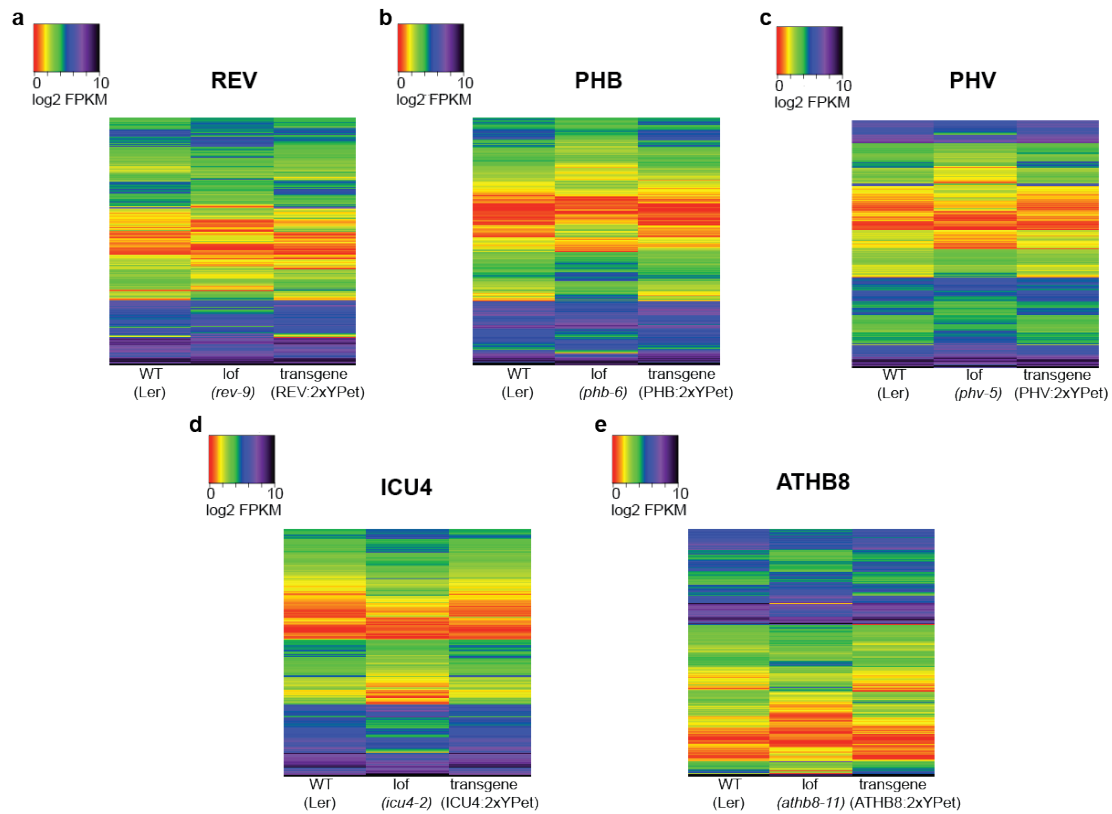 a
REV
0 10
log2 FPKM
WT lof transgene
(Ler) (rev-9) (REV:2xYPet)
b
PHB
0 10
log2 FPKM
WT lof transgene
(Ler) (phb-6) (PHB:2xYPet)
c
PHV
0 10
log2 FPKM
WT lof transgene
(Ler) (phv-5) (PHV:2xYPet)
d
ICU4
0 10
log2 FPKM
WT lof transgene
(Ler) (icu4-2) (ICU4:2xYPet)
e
ATHB8
0 10
log2 FPKM
WT lof transgene
(Ler) (athb8-11) (ATHB8:2xYPet)